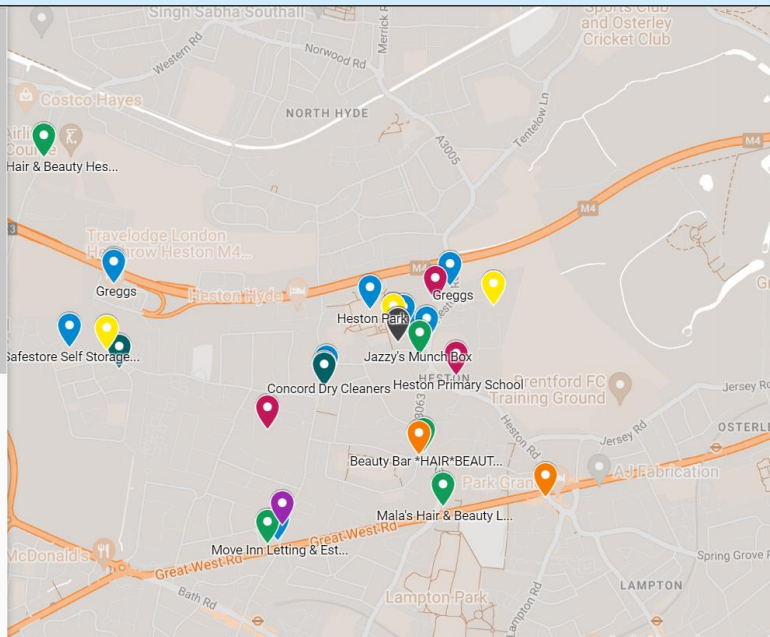 Singh Sabha Southall
Sports Club
and Osterley
Cricket Club
Merrick R
Western Rd
Norwood Rd
Costco Hayes
NORTH HYDE
Tentelow Ln
A3005
M4
Hair & Beauty Hes...
M4
Travelodge London
Heathrow Heston M4...
3
M4
Greggs
Heston Hyde
Greggs
Heston Park
Safestore Self Storage...
Jazzy's Munch Box
Concord Dry Cleaners
Heston Primary School
HESTON
Brentford FC
Training Ground
Jersey Rd
Heston Rd
Jersey Rd
OSTERLE
Beauty Bar *HAIR*BEAUT...
Park Gran
AJ Fabrication
Mala's Hair & Beauty L...
Move Inn Letting & Est...
Great West Rd
McDonald's
Great West Rd
Spring Grove R
Bath Rd
Lampton Park
Lampton Rd
LAMPTON